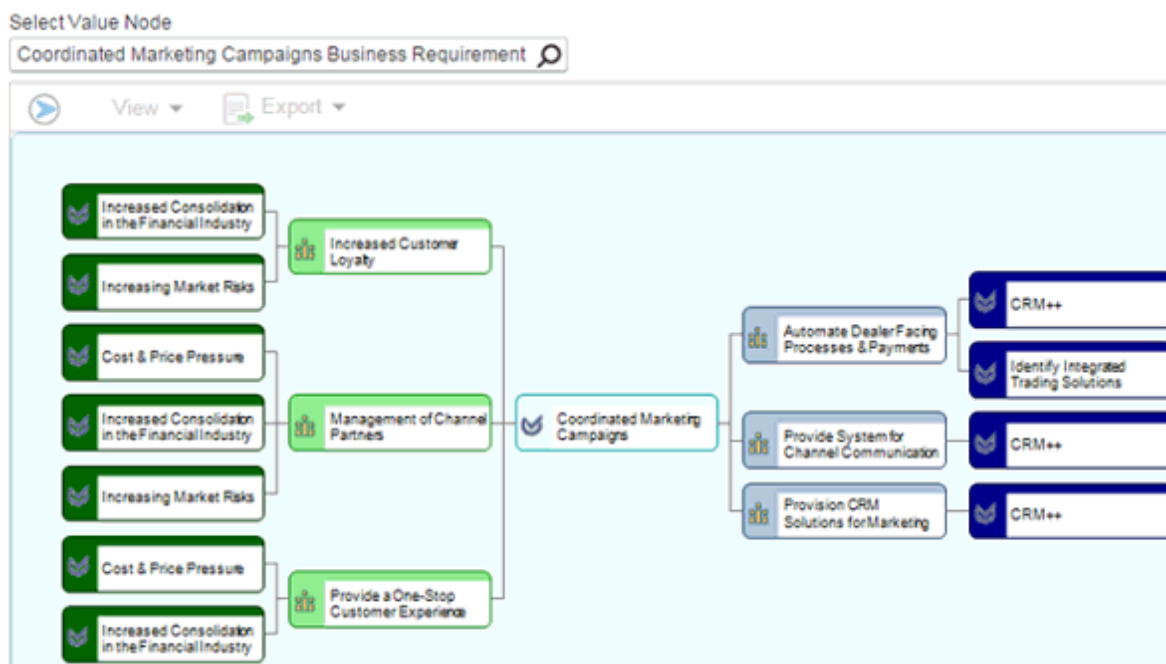 Select Value Node
Coordinated Marketing Campaigns Business Requirement
View
Export
Increased Consolidation
in the Financial Industry
Increasing Market Risks
Cost & Price Pressure
Increased Consolidation
in the Financial Industry
Increasing Market Risks
Cost & Price Pressure
Increased Consolidation
in the Financial Industry
Increased Customer
Loyalty
Management of Channel
Partners
Provide a One-Stop
Customer Experience
Coordinated Marketing
Campaigns
Automate Dealer Facing
Processes & Payments
Provide System for
Channel Communication
Provision CRM
Solutions for Marketing
CRM++
Identify Integrated
Trading Solutions
CRM++
CRM++